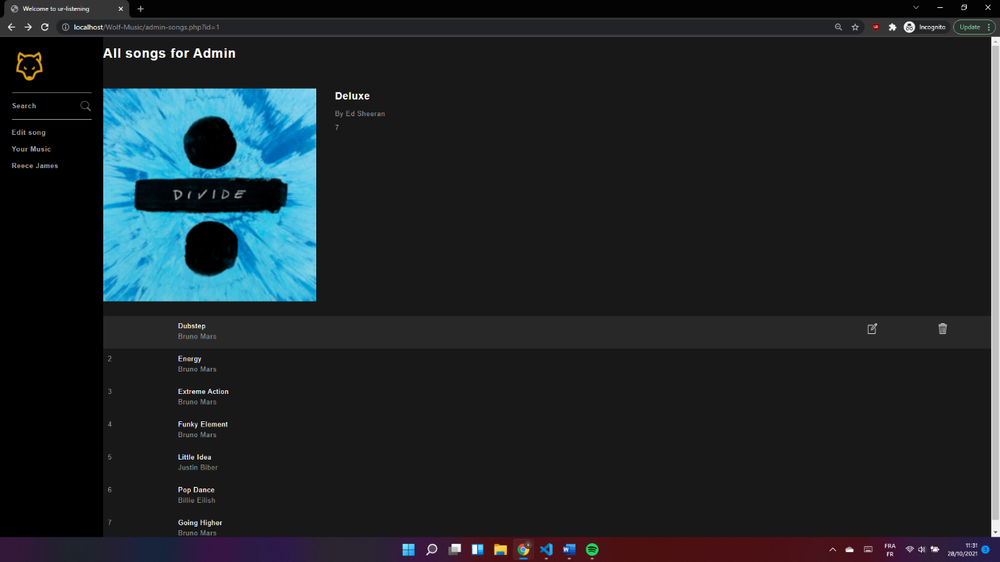 Welcome to ur-listening
localhost/Wolf-Music/admin-songs.php?id=1
Incognito
Update
All songs for Admin
Search
Edit song
Your Music
Reece James
DIVIDE
Deluxe
By Ed Sheeran
7
Dubstep
Bruno Mars
2
Energy
Bruno Mars
3
Extreme Action
Bruno Mars
4
Funky Element
Bruno Mars
5
Little Idea
Justin Biber
6
Pop Dance
Billie Eilish
7
Going Higher
Bruno Mars
FRA
FR
11:31
28/10/2021
3